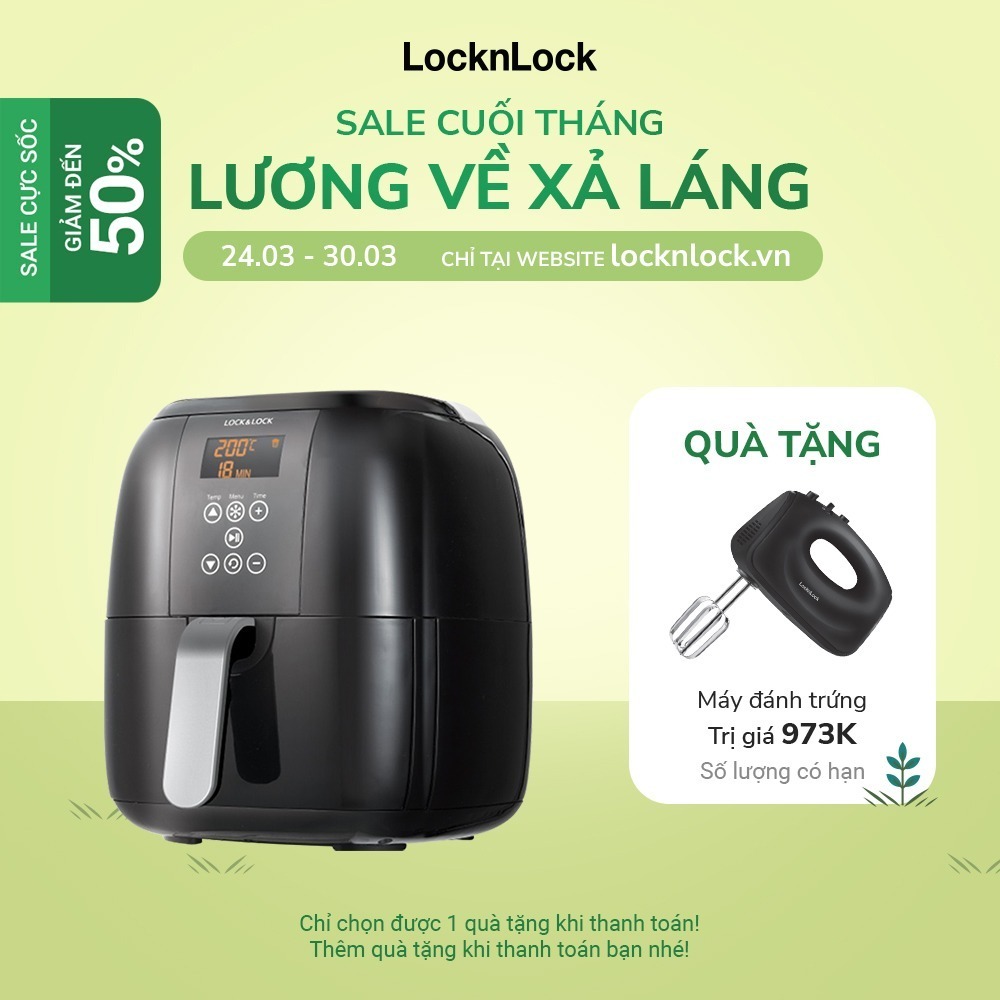 LocknLock
SALE CUỐI THÁNG
LƯƠNG VỀ XẢ LÁNG
24.03 - 30.03 CHỈ TẠI WEBSITE locknlock.vn
SALE CỰC SỐC
GIẢM ĐẾN
50%
LOCK&LOCK
200°C
18 MIN
Temp Menu Time
QUÀ TẶNG
LocknLock
Máy đánh trứng
Trị giá 973K
Số lượng có hạn
Chỉ chọn được 1 quà tặng khi thanh toán!
Thêm quà tặng khi thanh toán bạn nhé!